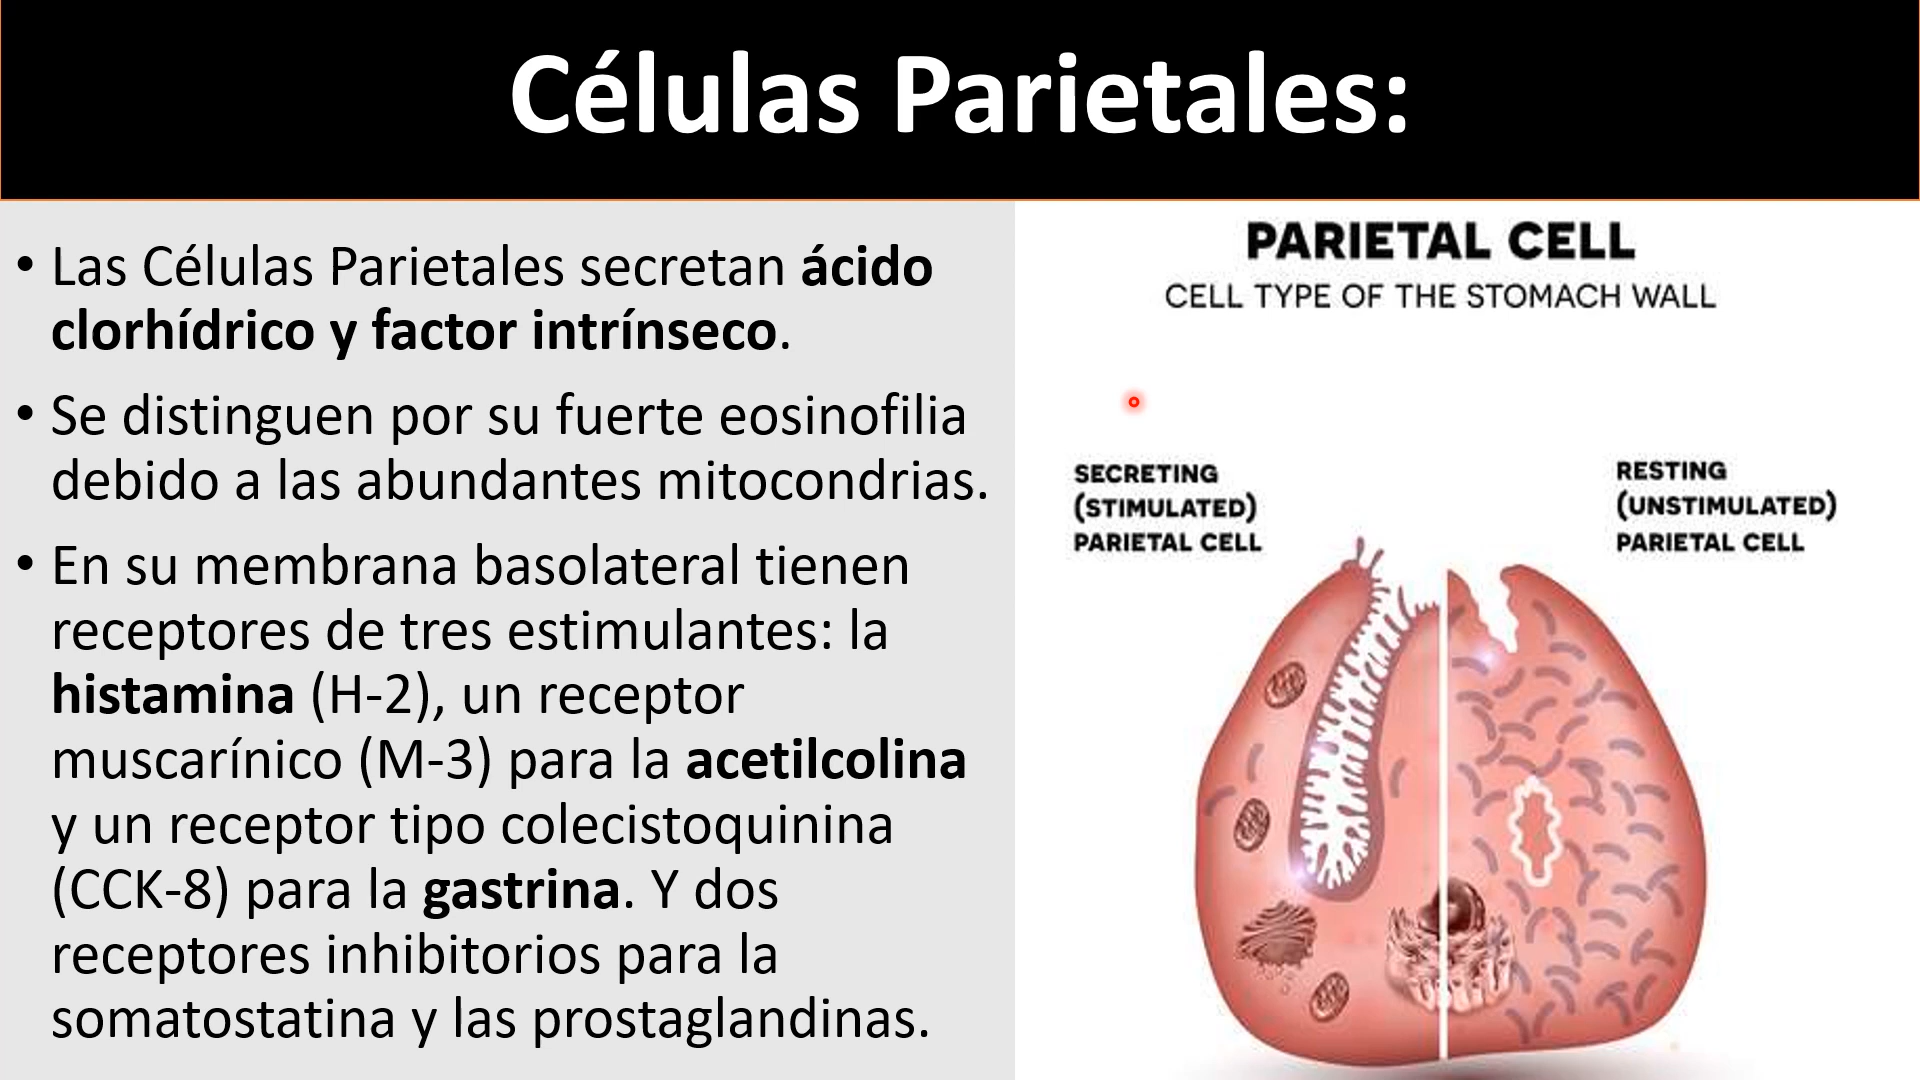 Células Parietales:
• Las Células Parietales secretan ácido
clorhídrico y factor intrínseco.
• Se distinguen por su fuerte eosinofilia
debido a las abundantes mitocondrias.
• En su membrana basolateral tienen
receptores de tres estimulantes: la
histamina (H-2), un receptor
muscarínico (M-3) para la acetilcolina
y un receptor tipo colecistoquinina
(CCK-8) para la gastrina. Y dos
receptores inhibitorios para la
somatostatina y las prostaglandinas.
PARIETAL CELL
CELL TYPE OF THE STOMACH WALL
SECRETING
(STIMULATED)
PARIETAL CELL
RESTING
(UNSTIMULATED)
PARIETAL CELL